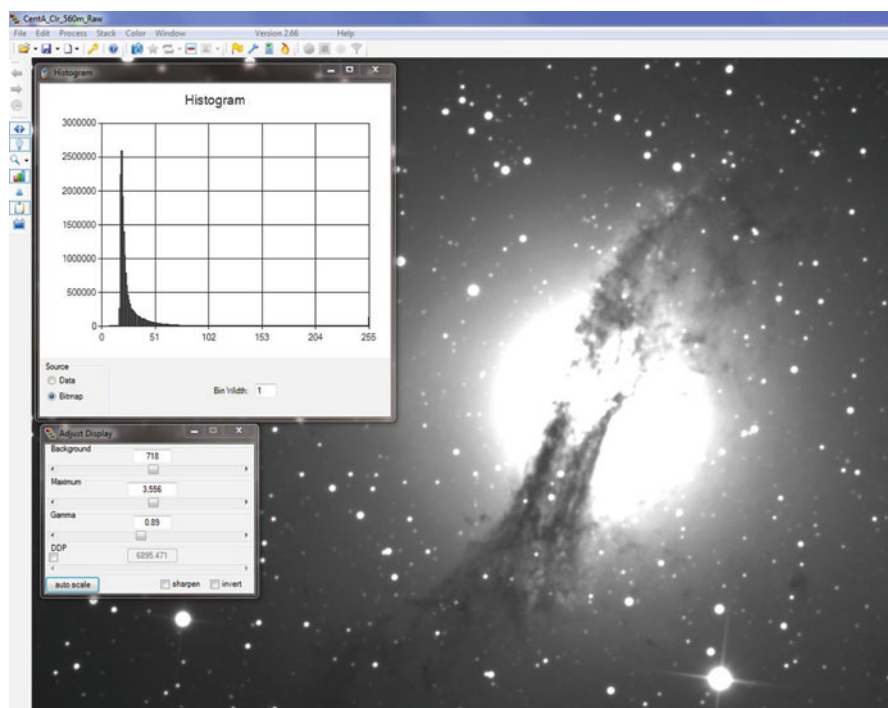 CentA_Clr_560m_Raw
File Edit Process Stack Color Window Version 2.66 Help
Histogram
Histogram
3000000
2500000
2000000
1500000
1000000
500000
0
0 51 102 153 204 255
Source
Data
Bitmap
Bin Width: 1
Adjust Display
Background
718
Maximum
3,556
Gamma
0.89
DDP
6895.471
auto scale
sharpen
invert